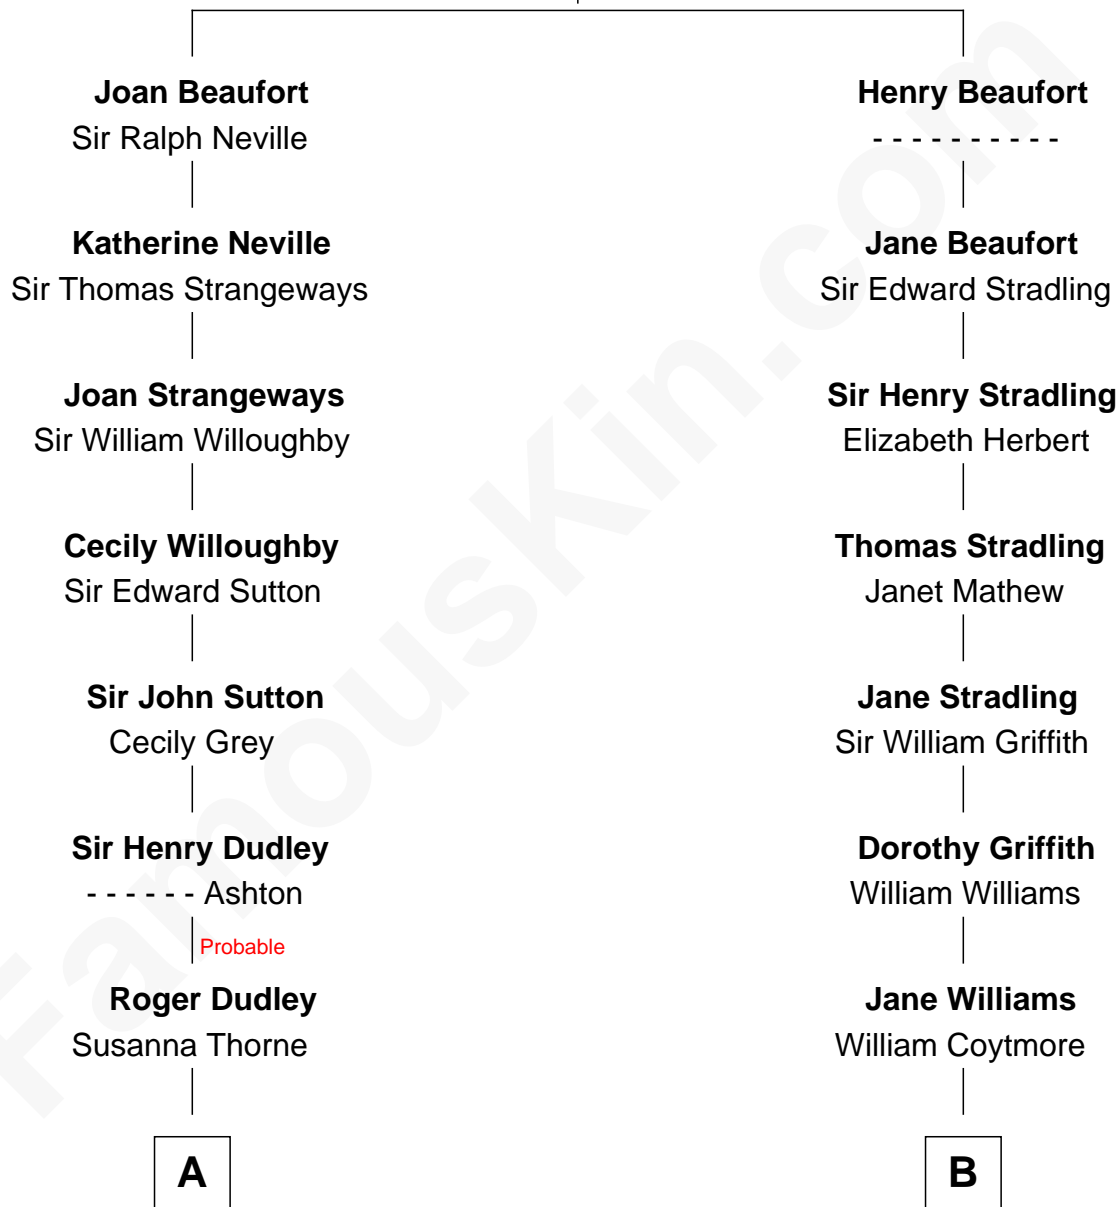 Joan Beaufort
Sir Ralph Neville
Katherine Neville
Sir Thomas Strangeways
Joan Strangeways
Sir William Willoughby
Cecily Willoughby
Sir Edward Sutton
Sir John Sutton
Cecily Grey
Sir Henry Dudley
- - - - - - Ashton
Probable
Roger Dudley
Susanna Thorne
A
Henry Beaufort
- - - - - - - - - -
Jane Beaufort
Sir Edward Stradling
Sir Henry Stradling
Elizabeth Herbert
Thomas Stradling
Janet Mathew
Jane Stradling
Sir William Griffith
Dorothy Griffith
William Williams
Jane Williams
William Coytmore
B
FamousKin.com